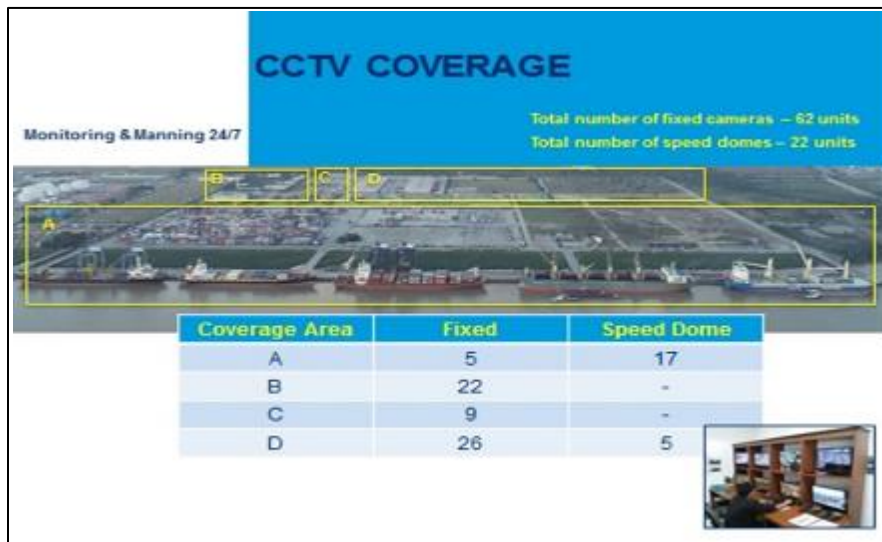 CCTV COVERAGE
Monitoring & Manning 24/7
Total number of fixed cameras – 62 units
Total number of speed domes – 22 units
B C D
A
Coverage Area Fixed Speed Dome
A 5 17
B 22 -
C 9 -
D 26 5